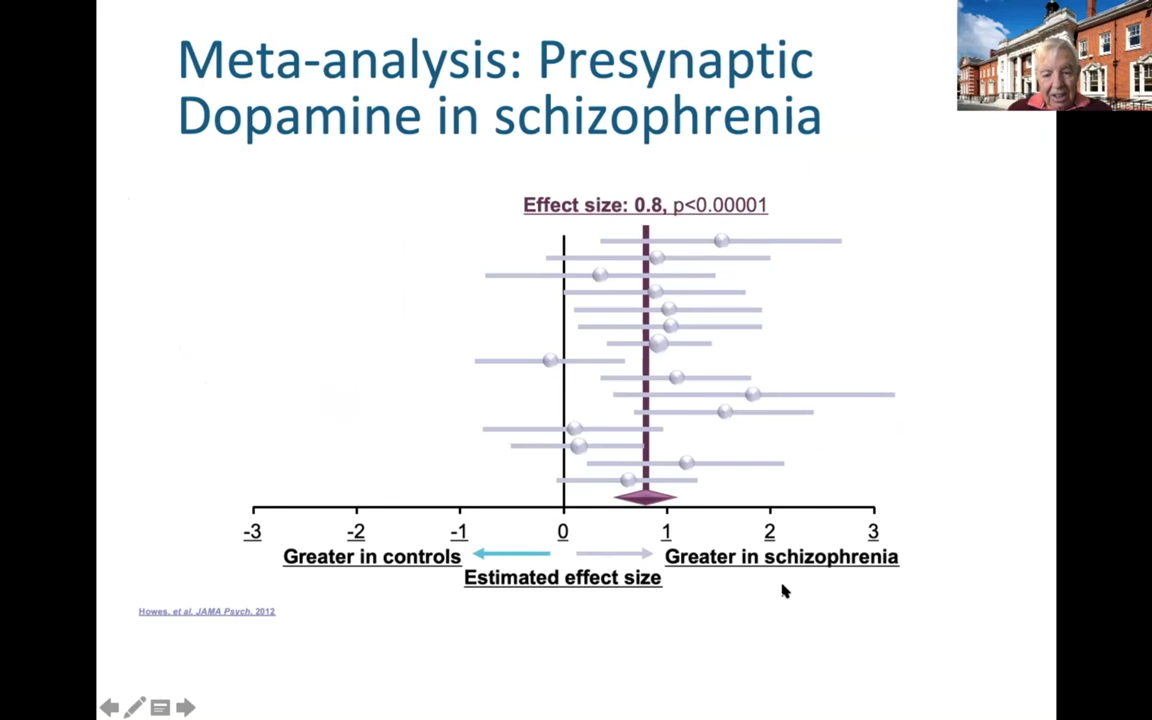 Meta-analysis: Presynaptic
Dopamine in schizophrenia
Effect size: 0.8, p<0.00001
-3 -2 -1 0 1 2 3
Greater in controls Greater in schizophrenia
Estimated effect size
Howes, et al, JAMA Psych, 2012